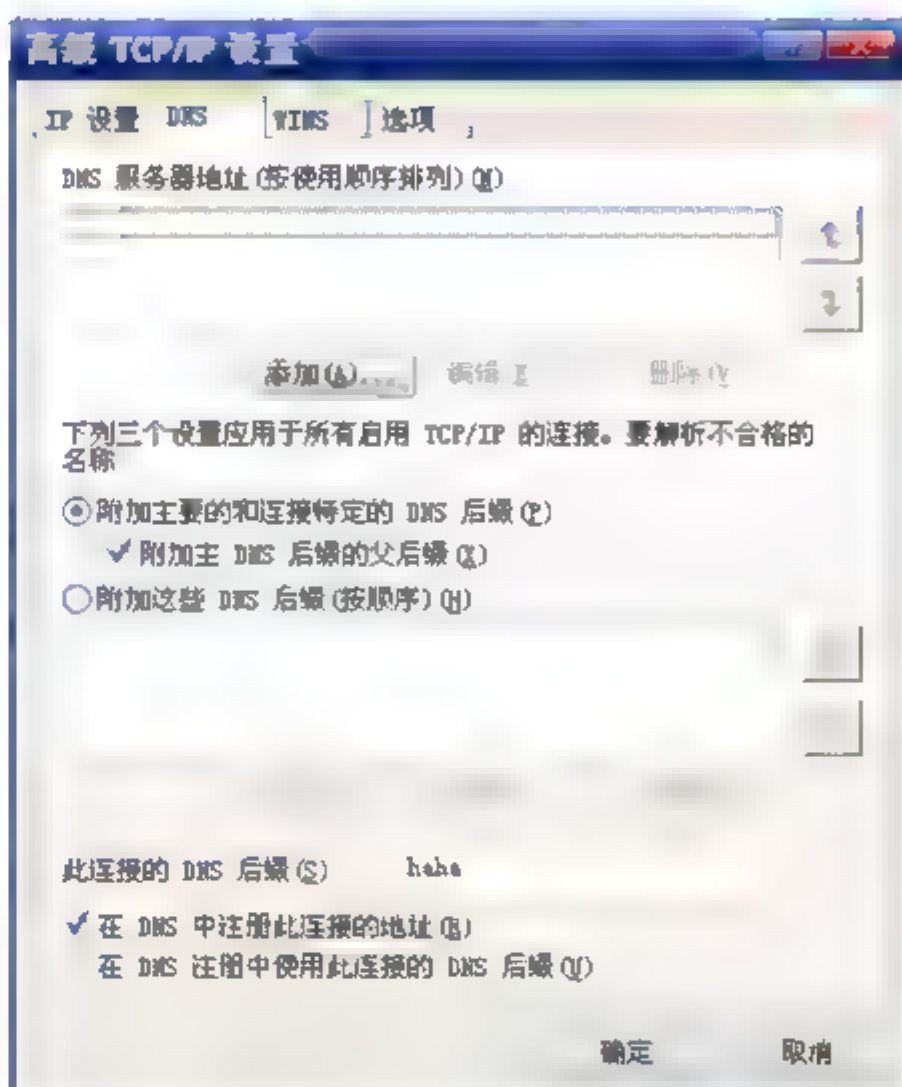 高级 TCP/IP 设置
IP 设置 DNS WINS 选项
DNS 服务器地址(按使用顺序排列)(N)
添加(A)... 编辑 删除(V
下列三个设置应用于所有启用 TCP/IP 的连接。要解析不合格的
名称
附加主要的和连接特定的 DNS 后缀(P)
附加主 DNS 后缀的父后缀(X)
附加这些 DNS 后缀(按顺序)(H)
此连接的 DNS 后缀(S) haha
在 DNS 中注册此连接的地址(R)
在 DNS 注册中使用此连接的 DNS 后缀(U)
确定 取消